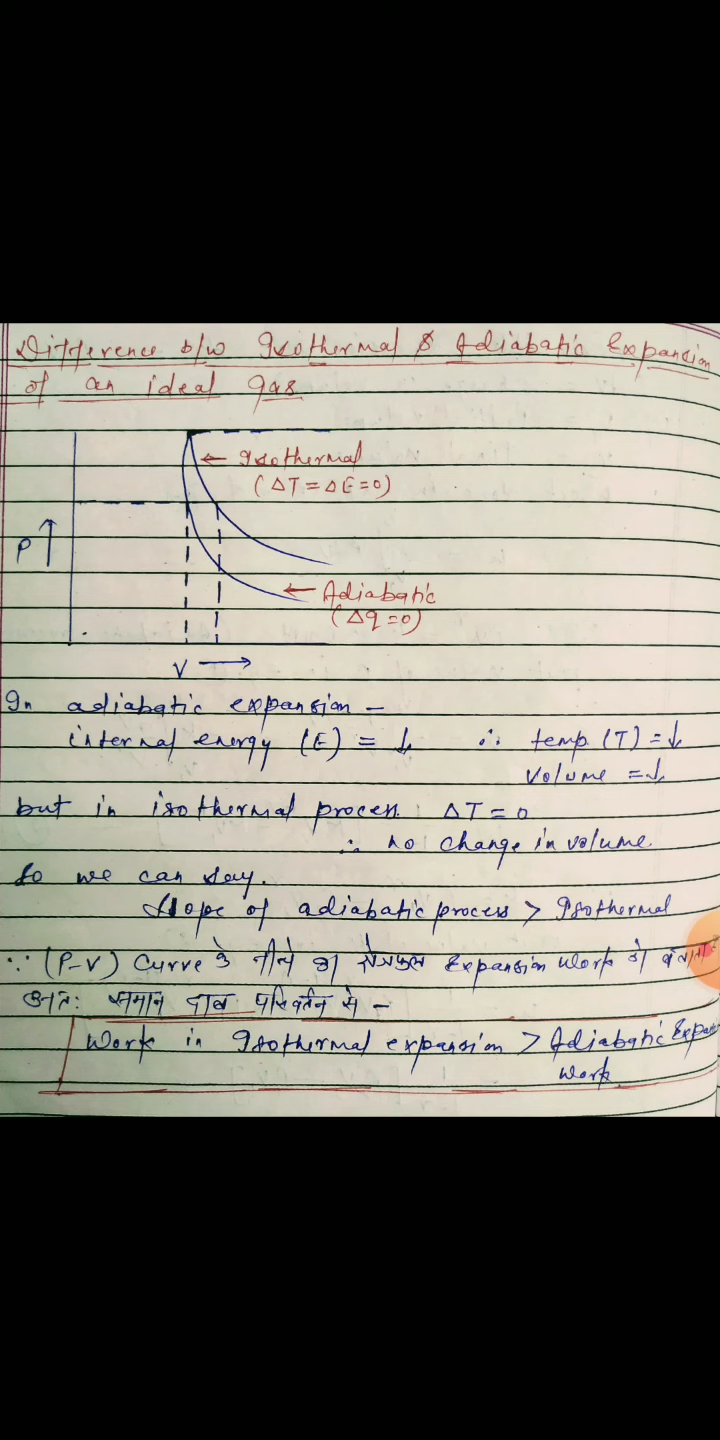 Difference b/w Isothermal & Adiabatic Expansion
of an ideal gas
← Isothermal
(ΔT = ΔE = 0)
P ↑
← Adiabatic
(Δq = 0)
V →
In adiabatic expansion –
internal energy (E) = ↓ ∴ temp (T) = ↓
volume = ↓
but in isothermal process ΔT = 0
∴ no change in volume.
So we can say.
Slope of adiabatic process > Isothermal
∵ (P-V) Curve के नीचे का क्षेत्रफल Expansion work को
अतः समान दाब परिवर्तन से –
Work in Isothermal expansion > Adiabatic Expa
work